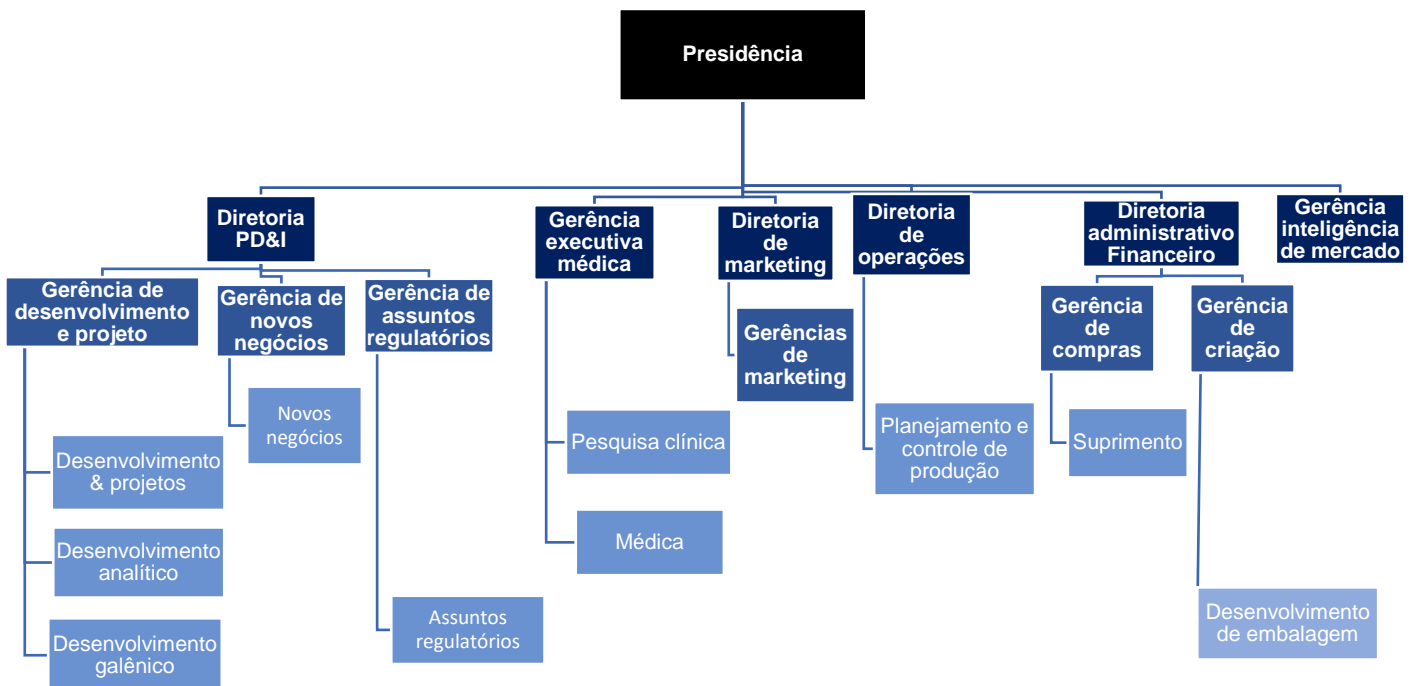 Presidência
Diretoria
PD&I
Gerência
executiva
médica
Diretoria
de
marketing
Diretoria
de
operações
Diretoria
administrativo
Financeiro
Gerência
inteligência
de mercado
Gerência de
desenvolvimento
e projeto
Gerência de
novos
negócios
Gerência de
assuntos
regulatórios
Gerências
de
marketing
Gerência
de
compras
Gerência
de
criação
Novos
negócios
Pesquisa clínica
Planejamento e
controle de
produção
Suprimento
Desenvolvimento
& projetos
Médica
Desenvolvimento
analítico
Assuntos
regulatórios
Desenvolvimento
de embalagem
Desenvolvimento
galênico